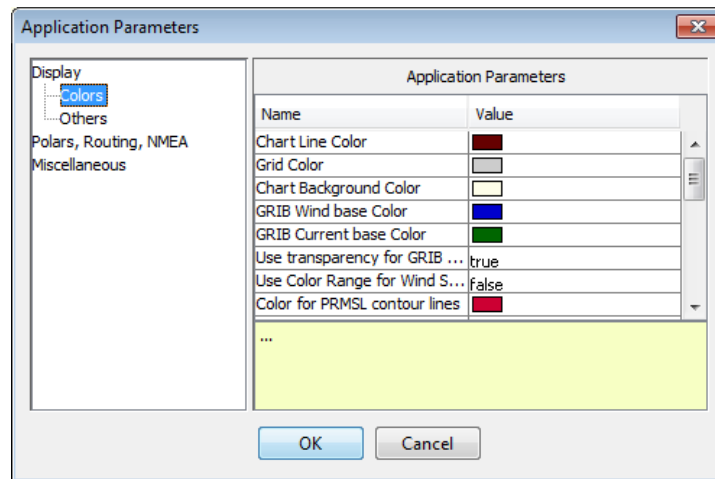 Application Parameters
Display
Colors
Others
Polars, Routing, NMEA
Miscellaneous
Application Parameters
Name Value
Chart Line Color
Grid Color
Chart Background Color
GRIB Wind base Color
GRIB Current base Color
Use transparency for GRIB ... true
Use Color Range for Wind S... false
Color for PRMSL contour lines
...
OK Cancel